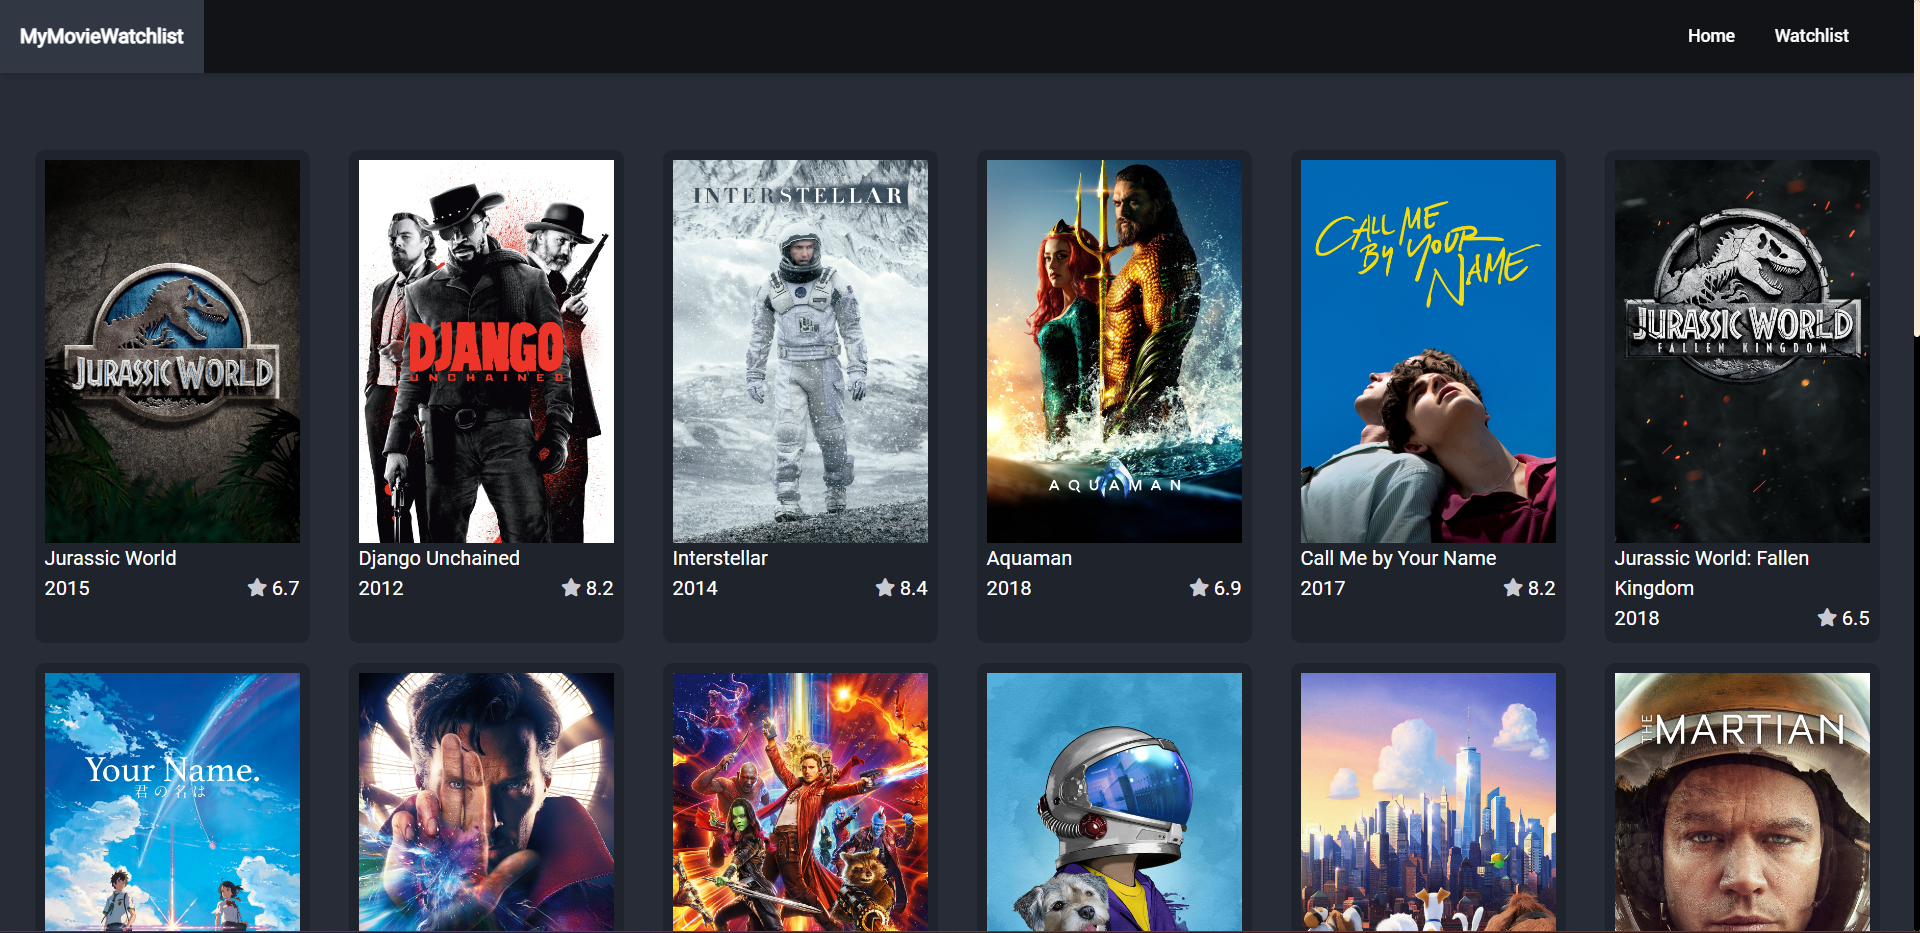 MyMovieWatchlist
Home
Watchlist
JURASSIC WORLD
DJANGO
UNCHAINED
INTERSTELLAR
AQUAMAN
CALL ME
BY YOUR
NAME
JURASSIC WORLD
FALLEN KINGDOM
Jurassic World
2015 6.7
Django Unchained
2012 8.2
Interstellar
2014 8.4
Aquaman
2018 6.9
Call Me by Your Name
2017 8.2
Jurassic World: Fallen
Kingdom
2018 6.5
Your Name.
君の名は
THE MARTIAN